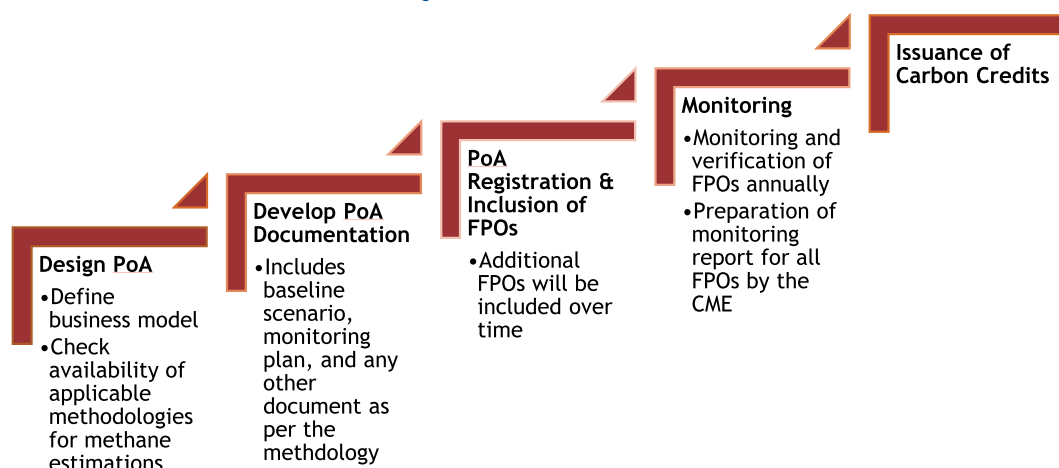 Design PoA
•Define
business model
•Check
availability of
applicable
methodologies
for methane
estimations
Develop PoA
Documentation
•Includes
baseline
scenario,
monitoring
plan, and any
other
document as
per the
methdology
PoA
Registration &
Inclusion of
FPOs
•Additional
FPOs will be
included over
time
Monitoring
•Monitoring and
verification of
FPOs annually
•Preparation of
monitoring
report for all
FPOs by the
CME
Issuance of
Carbon Credits